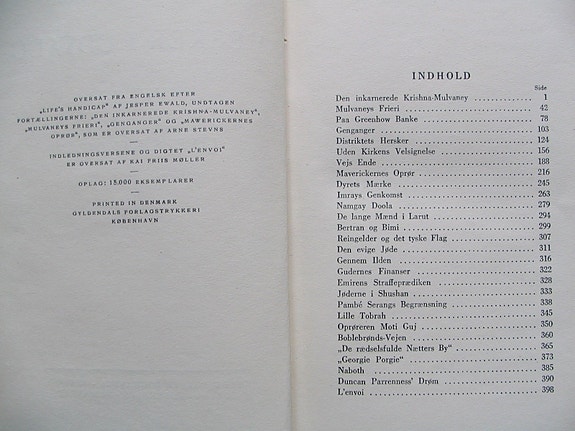 OVERSAT FRA ENGELSK EFTER
„LIFE'S HANDICAP" AF JESPER EWALD, UNDTAGEN
FORTÆLLINGERNE: „DEN INKARNEREDE KRISHNA-MULVANEY",
„MULVANEYS FRIERI", „GENGANGER" OG „MAWERICKERNES
OPRØR", SOM ER OVERSAT AF ARNE STEVNS
INDLEDNINGSVERSENE OG DIGTET „L'ENVOI"
ER OVERSAT AF KAI FRIIS MØLLER
OPLAG: 15.000 EKSEMPLARER
PRINTED IN DENMARK
GYLDENDALS FORLAGSTRYKKERI
KØBENHAVN
INDHOLD
Side
Den inkarnerede Krishna-Mulvaney 1
Mulvaneys Frieri 42
Paa Greenhow Banke 78
Genganger 103
Distriktets Hersker 124
Uden Kirkens Velsignelse 156
Vejs Ende 188
Maverickernes Oprør 216
Dyrets Mærke 245
Imrays Genkomst 263
Namgay Doola 279
De lange Mænd i Larut 294
Bertran og Bimi 299
Reingelder og det tyske Flag 307
Den evige Jøde 311
Gennem Ilden 316
Gudernes Finanser 322
Emirens Straffeprædiken 328
Jøderne i Shushan 333
Pambé Serangs Begrænsning 338
Lille Tobrah 345
Oprøreren Moti Guj 350
Boblebrønds-Vejen 360
„De rædselsfulde Nætters By" 365
„Georgie Porgie" 373
Naboth 385
Duncan Parrenness' Drøm 390
L'envoi 398